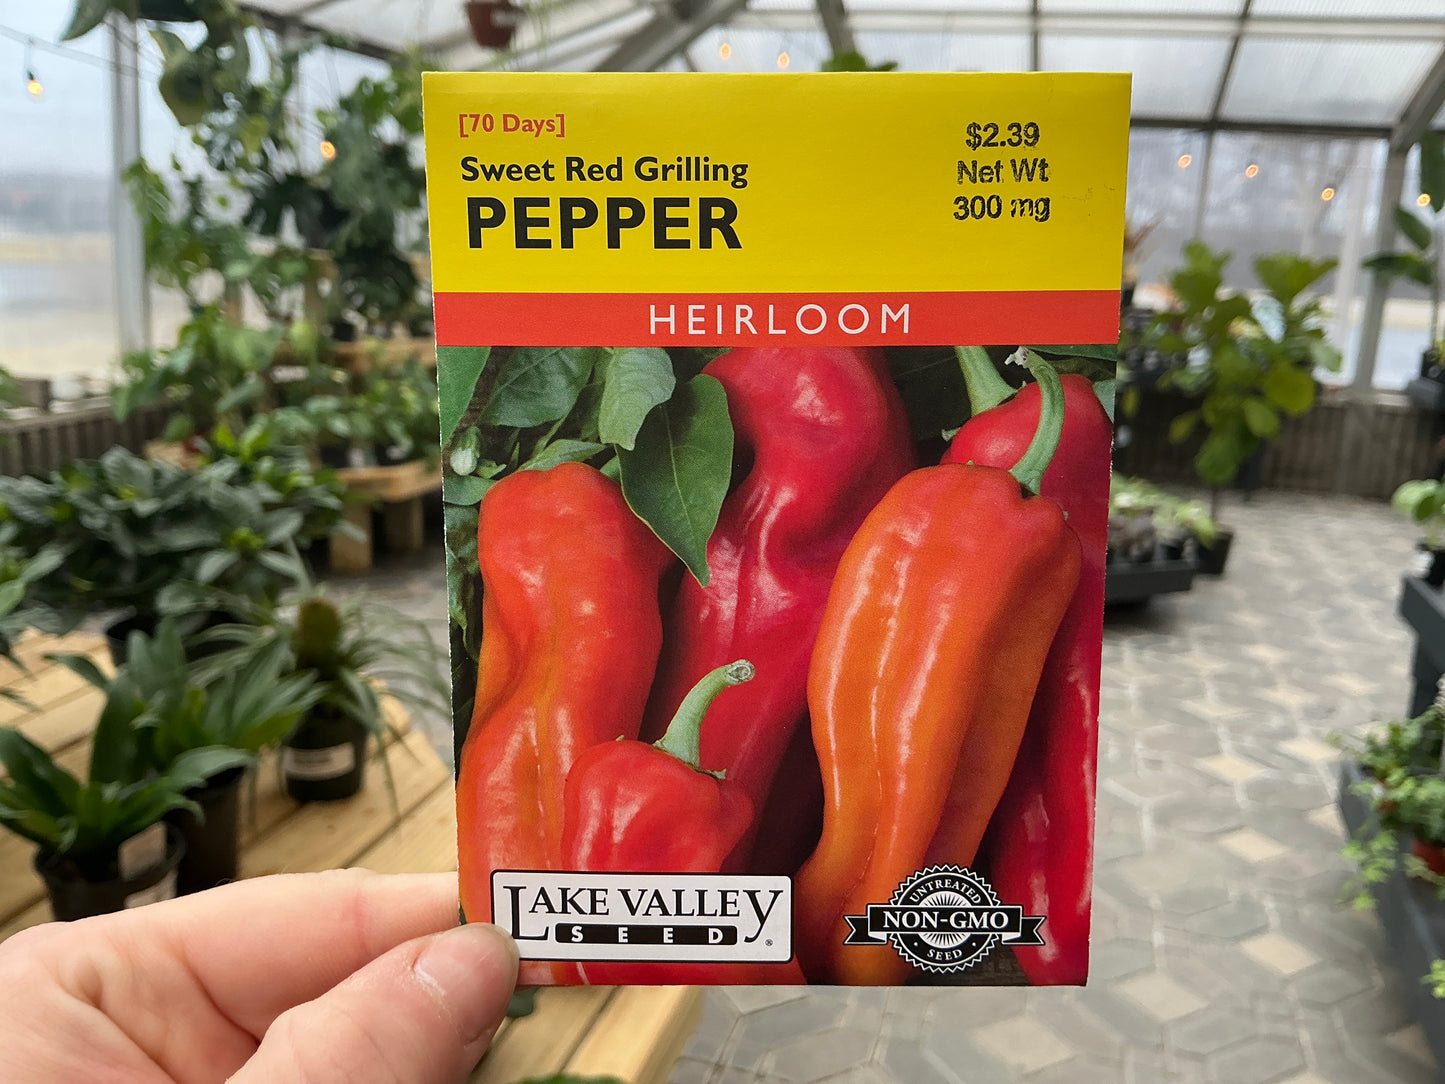 [70 Days]
Sweet Red Grilling
PEPPER
$2.39
Net Wt
300 mg
HEIRLOOM
LAKE VALLEY
SEED
®
UNTREATED
NON-GMO
SEED